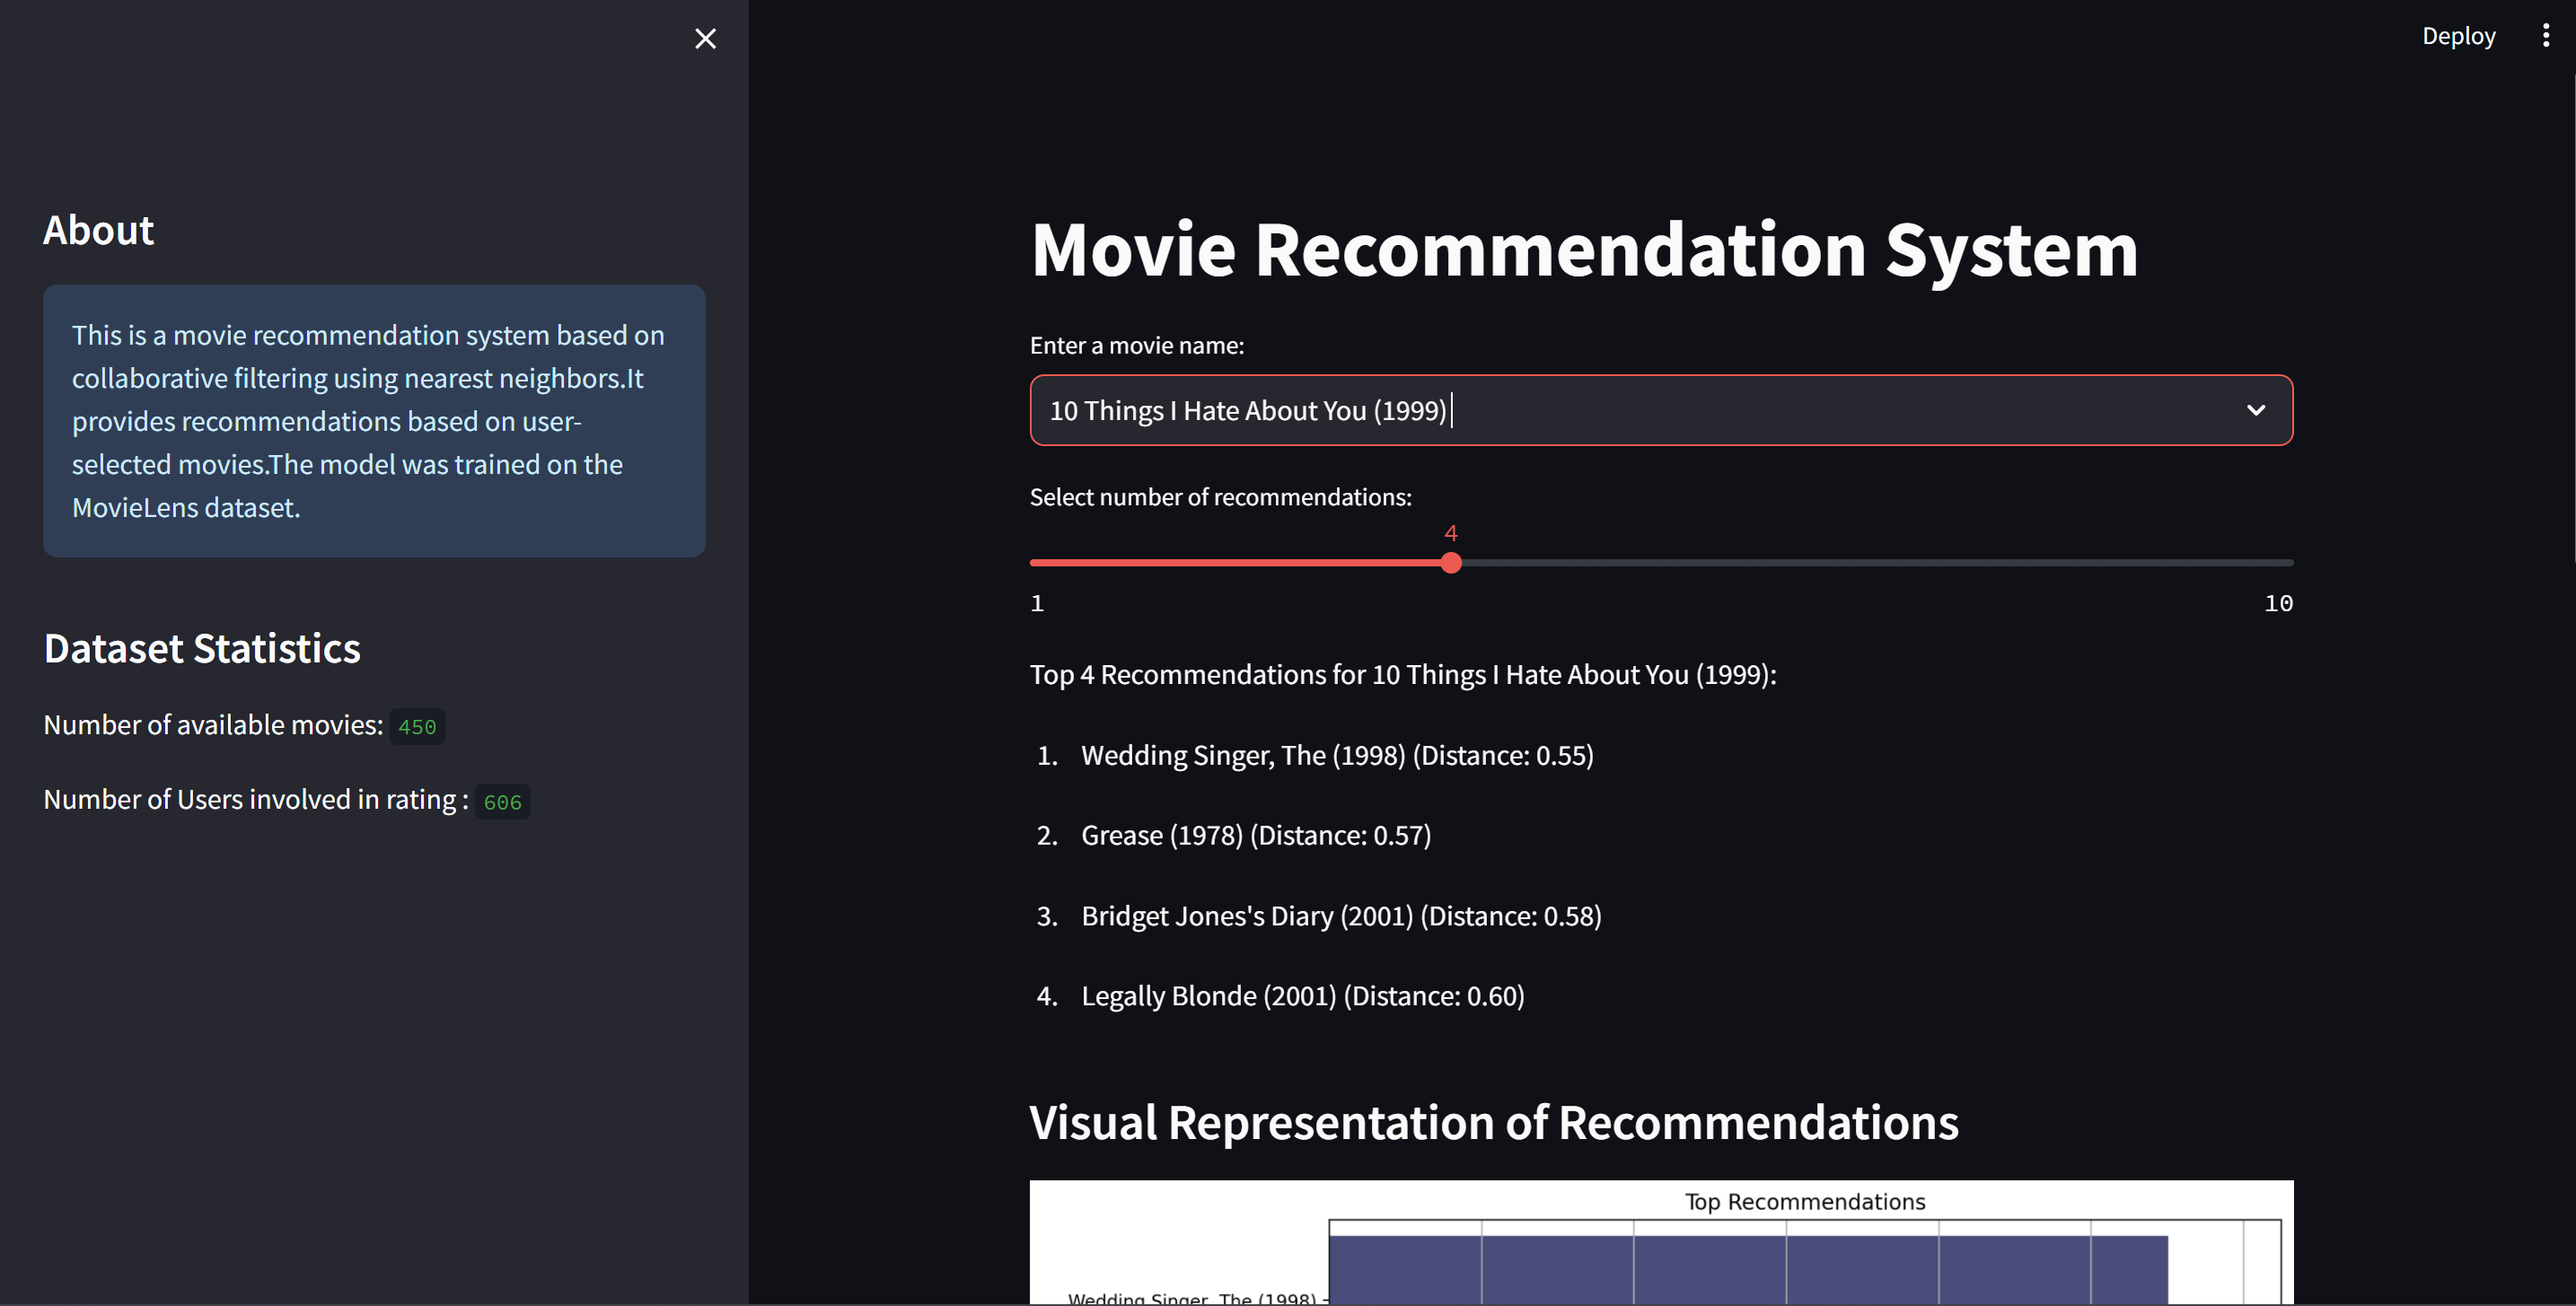 Deploy
About
This is a movie recommendation system based on
collaborative filtering using nearest neighbors.It
provides recommendations based on user-
selected movies.The model was trained on the
MovieLens dataset.
Dataset Statistics
Number of available movies: 450
Number of Users involved in rating : 606
Movie Recommendation System
Enter a movie name:
10 Things I Hate About You (1999)
Select number of recommendations:
4
1
10
Top 4 Recommendations for 10 Things I Hate About You (1999):
1. Wedding Singer, The (1998) (Distance: 0.55)
2. Grease (1978) (Distance: 0.57)
3. Bridget Jones's Diary (2001) (Distance: 0.58)
4. Legally Blonde (2001) (Distance: 0.60)
Visual Representation of Recommendations
Top Recommendations
Wedding Singer, The (1998)